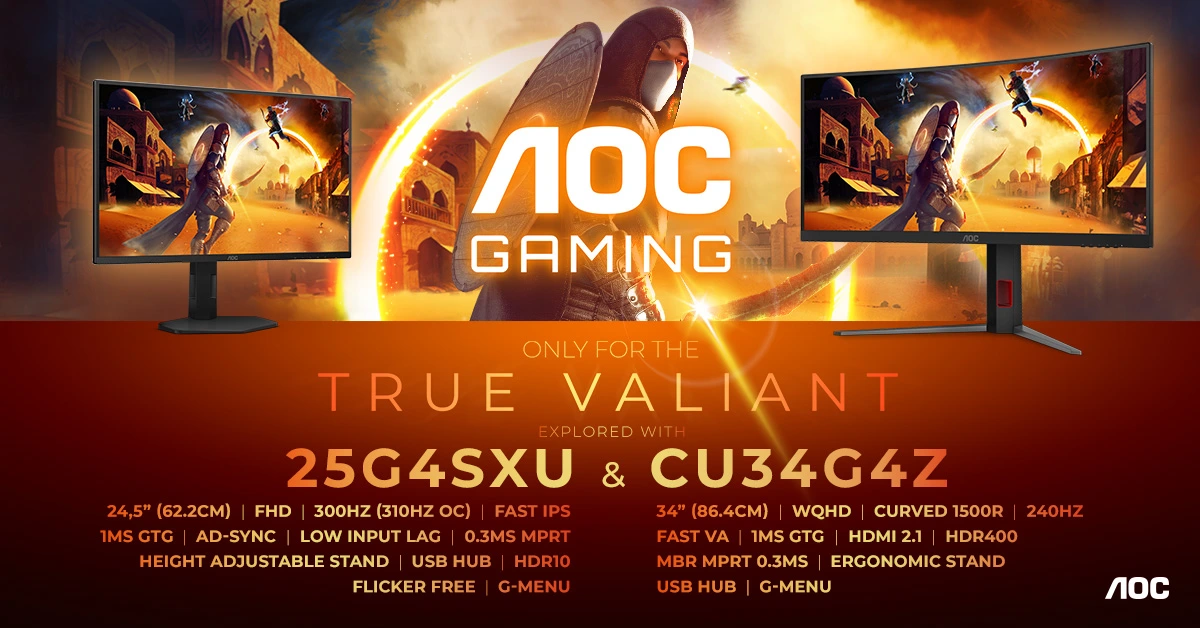 AOC
GAMING
AOC
AOC
ONLY FOR THE
TRUE VALIANT
EXPLORED WITH
25G4SXU & CU34G4Z
24,5” (62.2CM) | FHD | 300HZ (310HZ OC) | FAST IPS
1MS GTG | AD-SYNC | LOW INPUT LAG | 0.3MS MPRT
HEIGHT ADJUSTABLE STAND | USB HUB | HDR10
FLICKER FREE | G-MENU
34” (86.4CM) | WQHD | CURVED 1500R | 240HZ
FAST VA | 1MS GTG | HDMI 2.1 | HDR400
MBR MPRT 0.3MS | ERGONOMIC STAND
USB HUB | G-MENU
AOC